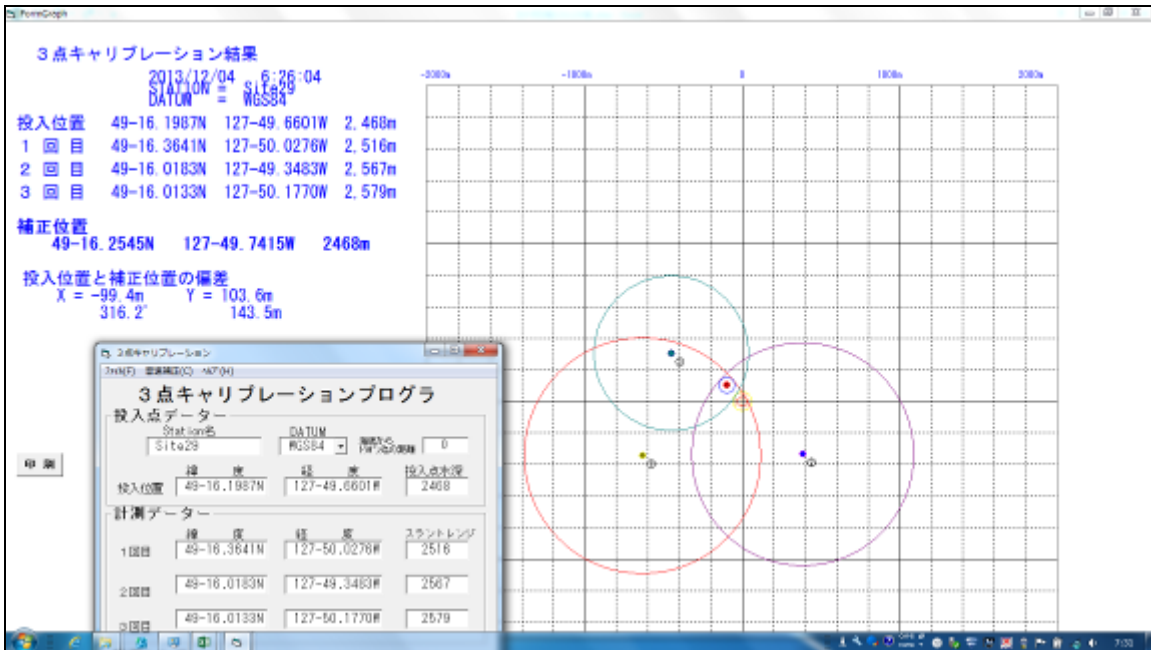 FormGraph
3点キャリブレーション結果
2013/12/04 6:26:04
STATION = Site29
DATUM = WGS84
投入位置 49-16.1987N 127-49.6601W 2,468m
1 回 目 49-16.3641N 127-50.0276W 2,516m
2 回 目 49-16.0183N 127-49.3483W 2,567m
3 回 目 49-16.0133N 127-50.1770W 2,579m
補正位置
49-16.2545N 127-49.7415W 2468m
投入位置と補正位置の偏差
X = -99.4m Y = 103.6m
316.2° 143.5m
-2000m -1000m 0 1000m 2000m
印 刷
3点キャリブレーション
3点キャリブレーションプログラ
投入点データー
Station名 DATUM
Site29 WGS84 0
緯 度 経 度 投入点水深
投入位置 49-16.1987N 127-49.6601W 2468
計測データー
緯 度 経 度 スラントレンジ
1回目 49-16.3641N 127-50.0276W 2516
2回目 49-16.0183N 127-49.3483W 2567
3回目 49-16.0133N 127-50.1770W 2579
7:30